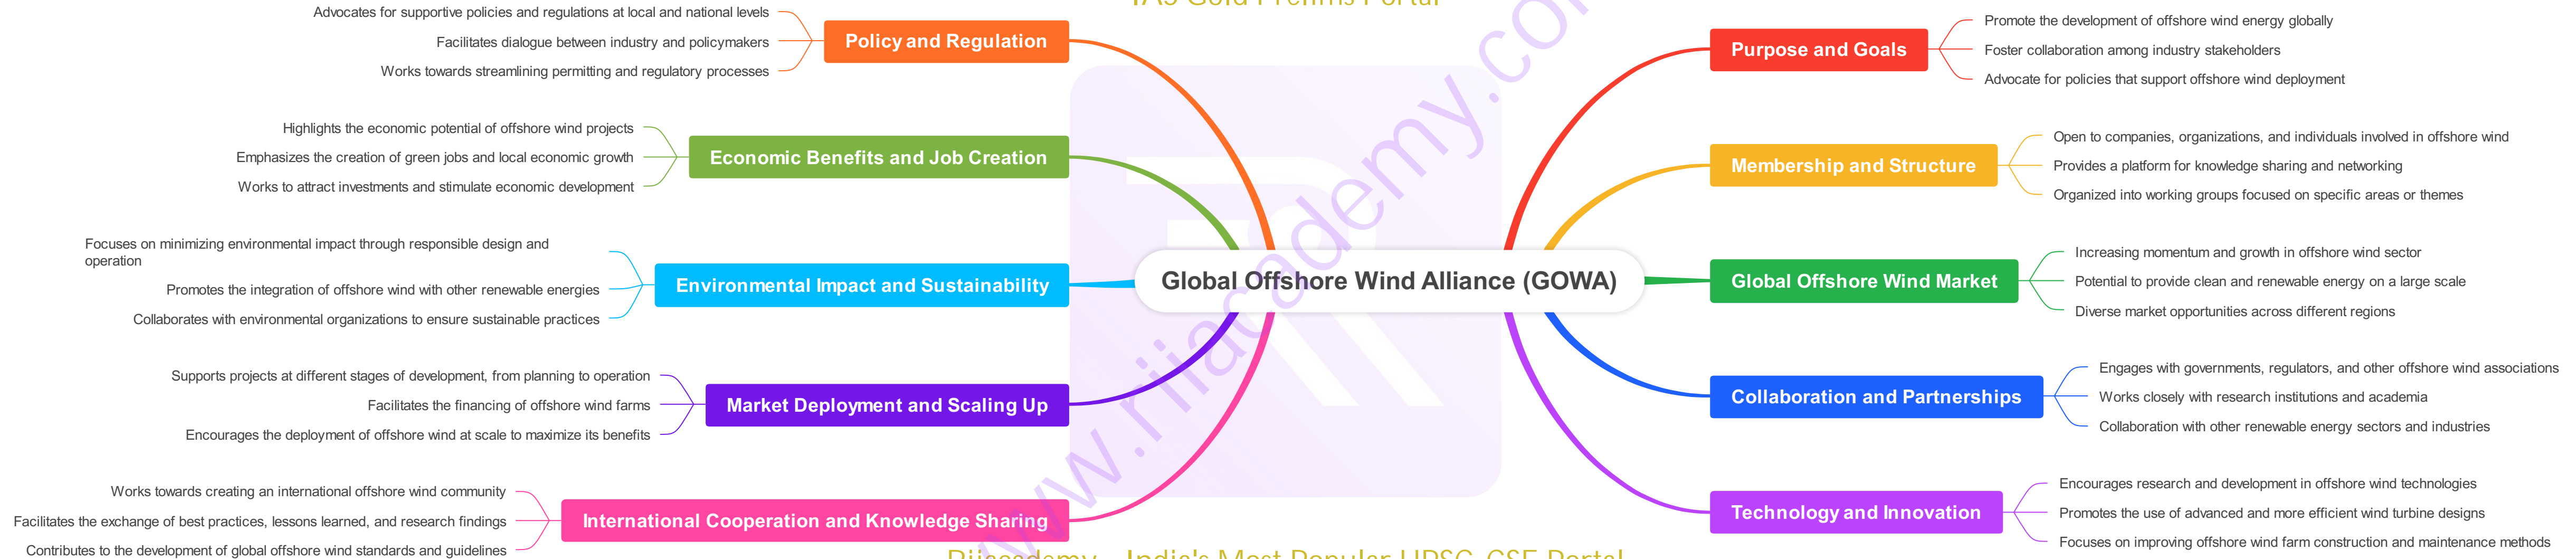 IAS Gold Prelims Portal
Advocates for supportive policies and regulations at local and national levels
Facilitates dialogue between industry and policymakers
Works towards streamlining permitting and regulatory processes
Policy and Regulation
Highlights the economic potential of offshore wind projects
Emphasizes the creation of green jobs and local economic growth
Works to attract investments and stimulate economic development
Economic Benefits and Job Creation
Focuses on minimizing environmental impact through responsible design and
operation
Promotes the integration of offshore wind with other renewable energies
Collaborates with environmental organizations to ensure sustainable practices
Environmental Impact and Sustainability
Supports projects at different stages of development, from planning to operation
Facilitates the financing of offshore wind farms
Encourages the deployment of offshore wind at scale to maximize its benefits
Market Deployment and Scaling Up
Works towards creating an international offshore wind community
Facilitates the exchange of best practices, lessons learned, and research findings
Contributes to the development of global offshore wind standards and guidelines
International Cooperation and Knowledge Sharing
Global Offshore Wind Alliance (GOWA)
Purpose and Goals
Promote the development of offshore wind energy globally
Foster collaboration among industry stakeholders
Advocate for policies that support offshore wind deployment
Membership and Structure
Open to companies, organizations, and individuals involved in offshore wind
Provides a platform for knowledge sharing and networking
Organized into working groups focused on specific areas or themes
Global Offshore Wind Market
Increasing momentum and growth in offshore wind sector
Potential to provide clean and renewable energy on a large scale
Diverse market opportunities across different regions
Collaboration and Partnerships
Engages with governments, regulators, and other offshore wind associations
Works closely with research institutions and academia
Collaboration with other renewable energy sectors and industries
Technology and Innovation
Encourages research and development in offshore wind technologies
Promotes the use of advanced and more efficient wind turbine designs
Focuses on improving offshore wind farm construction and maintenance methods
www.rijiacademy.com
India's Most Popular UPSC-CSE Portal